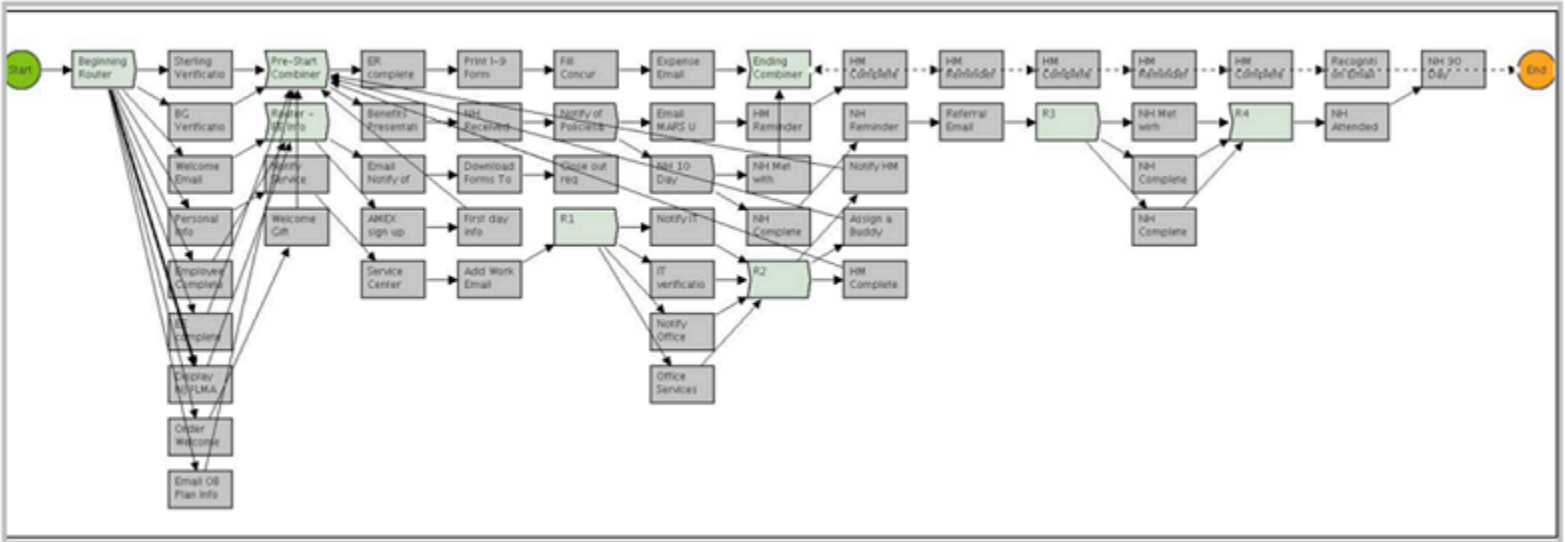 Start
Beginning
Router
Sterling
Verificatio
Pre-Start
Combiner
ER
complete
Print I-9
Form
Fill
Concur
Expense
Email
Ending
Combiner
HM
Complete
HM
Reminder
HM
Complete
HM
Reminder
HM
Complete
Recogniti
on Email
NH 90
Day
End
BG
Verificatio
Router -
Benefits
Presentati
NH
Received
Notify of
Policies&
Email
MARS U
HM
Reminder
NH
Reminder
Referral
Email
R3
NH Met
with
R4
NH
Attended
Welcome
Email
Notify
Service
Email
Notify of
Download
Forms To
Close out
req
NH 10
Day
NH Met
with
Notify HM
NH
Complete
Personal
Info
Welcome
Gift
AMEX
sign up
First day
info
R1
Notify IT
NH
Complete
Assign a
Buddy
NH
Complete
Employee
Complete
Service
Center
Add Work
Email
IT
verificatio
R2
HM
Complete
complete
Notify
Office
Display
Office
Services
Order
Welcome
Email OB
Plan Info